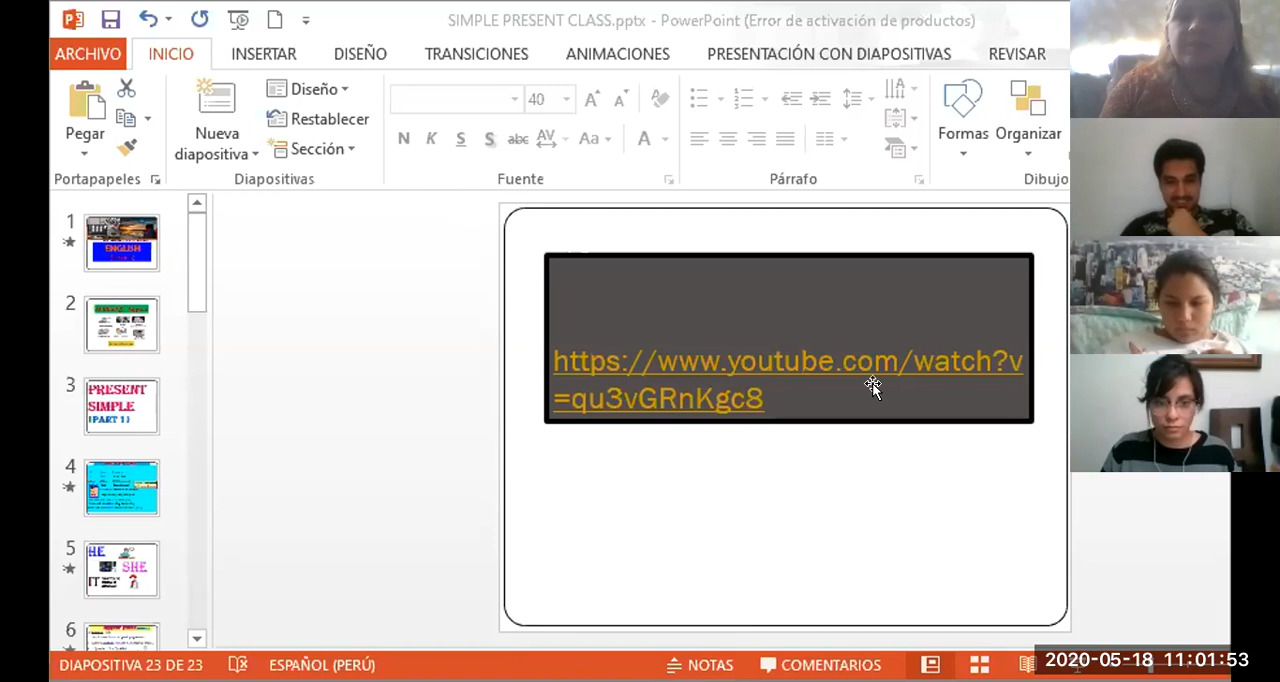 SIMPLE PRESENT CLASS.pptx - PowerPoint (Error de activación de productos)
ARCHIVO INICIO INSERTAR DISEÑO TRANSICIONES ANIMACIONES PRESENTACIÓN CON DIAPOSITIVAS REVISAR
Pegar
Nueva diapositiva
Diseño
Restablecer
Sección
40
N K S S abc AV Aa A
Formas
Organizar
Portapapeles Diapositivas Fuente Párrafo Dibujo
1
ENGLISH
2
3
PRESENT
SIMPLE
(PART 1)
4
5
HE
SHE
IT
6
https://www.youtube.com/watch?v
=qu3vGRnKgc8
DIAPOSITIVA 23 DE 23 ESPAÑOL (PERÚ) NOTAS COMENTARIOS
2020-05-18 11:01:53